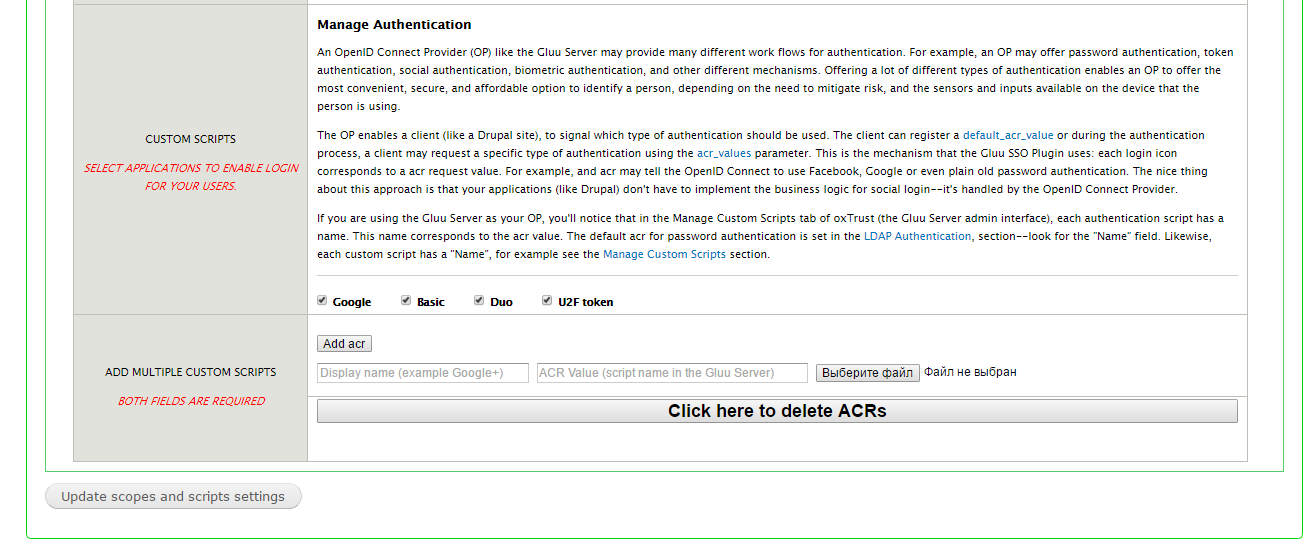 Manage Authentication
An OpenID Connect Provider (OP) like the Gluu Server may provide many different work flows for authentication. For example, an OP may offer password authentication, token
authentication, social authentication, biometric authentication, and other different mechanisms. Offering a lot of different types of authentication enables an OP to offer the
most convenient, secure, and affordable option to identify a person, depending on the need to mitigate risk, and the sensors and inputs available on the device that the
person is using.
CUSTOM SCRIPTS
SELECT APPLICATIONS TO ENABLE LOGIN
FOR YOUR USERS.
The OP enables a client (like a Drupal site), to signal which type of authentication should be used. The client can register a default_acr_value or during the authentication
process, a client may request a specific type of authentication using the acr_values parameter. This is the mechanism that the Gluu SSO Plugin uses: each login icon
corresponds to a acr request value. For example, and acr may tell the OpenID Connect to use Facebook, Google or even plain old password authentication. The nice thing
about this approach is that your applications (like Drupal) don't have to implement the business logic for social login--it's handled by the OpenID Connect Provider.
If you are using the Gluu Server as your OP, you'll notice that in the Manage Custom Scripts tab of oxTrust (the Gluu Server admin interface), each authentication script has a
name. This name corresponds to the acr value. The default acr for password authentication is set in the LDAP Authentication, section--look for the "Name" field. Likewise,
each custom script has a "Name", for example see the Manage Custom Scripts section.
Google Basic Duo U2F token
ADD MULTIPLE CUSTOM SCRIPTS
BOTH FIELDS ARE REQUIRED
Add acr
Display name (example Google+) ACR Value (script name in the Gluu Server) Выберите файл Файл не выбран
Click here to delete ACRs
Update scopes and scripts settings